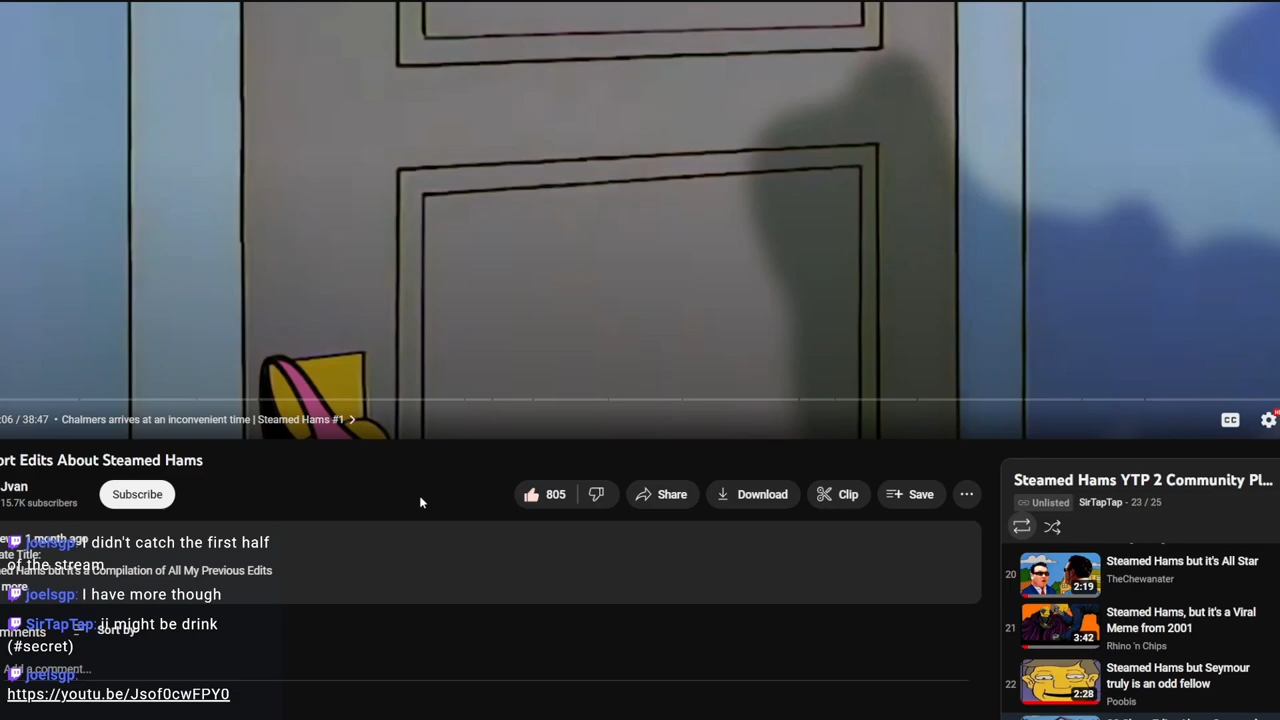 :06 / 38:47 • Chalmers arrives at an inconvenient time | Steamed Hams #1
CC
ort Edits About Steamed Hams
Jvan
15.7K subscribers
Subscribe
805
Share
Download
Clip
Save
1 month ago
joelsgp: I didn't catch the first half
of the stream
ate Title:
ed Hams but it's a Compilation of All My Previous Edits
more
joelsgp: I have more though
SirTapTap: jj might be drink
(#secret)
mments
Sort by
Add a comment...
joelsgp:
https://youtu.be/Jsof0cwFPY0
Steamed Hams YTP 2 Community Pl...
Unlisted
SirTapTap - 23 / 25
20
2:19
Steamed Hams but it's All Star
TheChewanater
21
3:42
Steamed Hams, but it's a Viral
Meme from 2001
Rhino 'n Chips
22
2:28
Steamed Hams but Seymour
truly is an odd fellow
Poobis